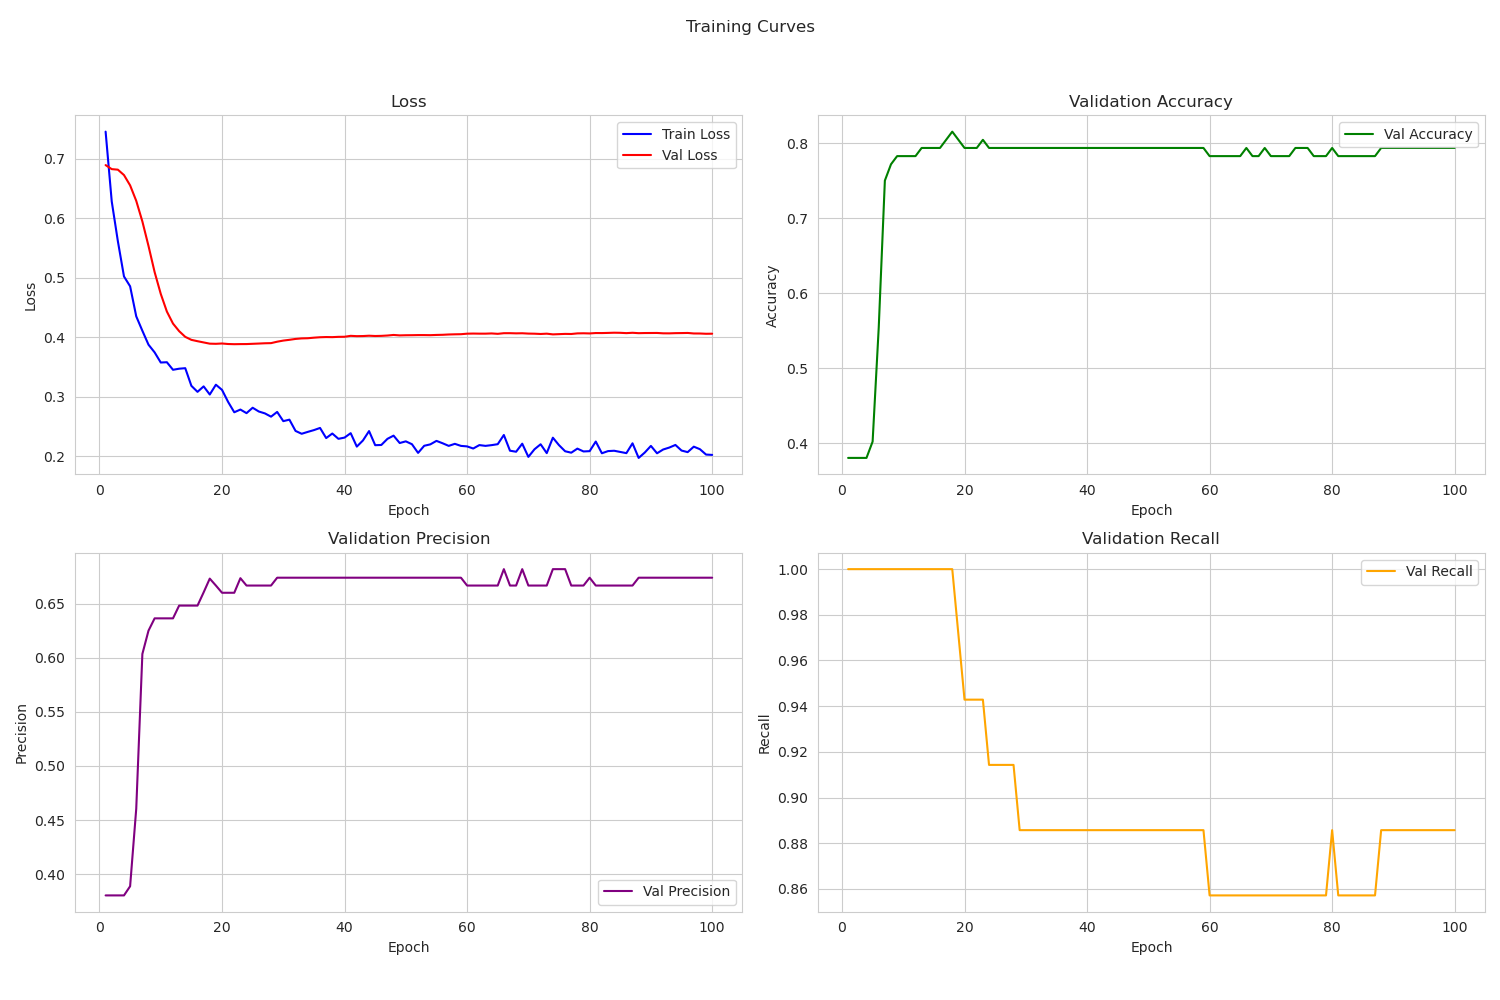 Training Curves
Loss
0.7
0.6
0.5
0.4
0.3
0.2
0 20 40 60 80 100
Epoch
Loss
Train Loss
Val Loss
Validation Accuracy
0.8
0.7
0.6
0.5
0.4
0 20 40 60 80 100
Epoch
Accuracy
Val Accuracy
Validation Precision
0.65
0.60
0.55
0.50
0.45
0.40
0 20 40 60 80 100
Epoch
Precision
Val Precision
Validation Recall
1.00
0.98
0.96
0.94
0.92
0.90
0.88
0.86
0 20 40 60 80 100
Epoch
Recall
Val Recall